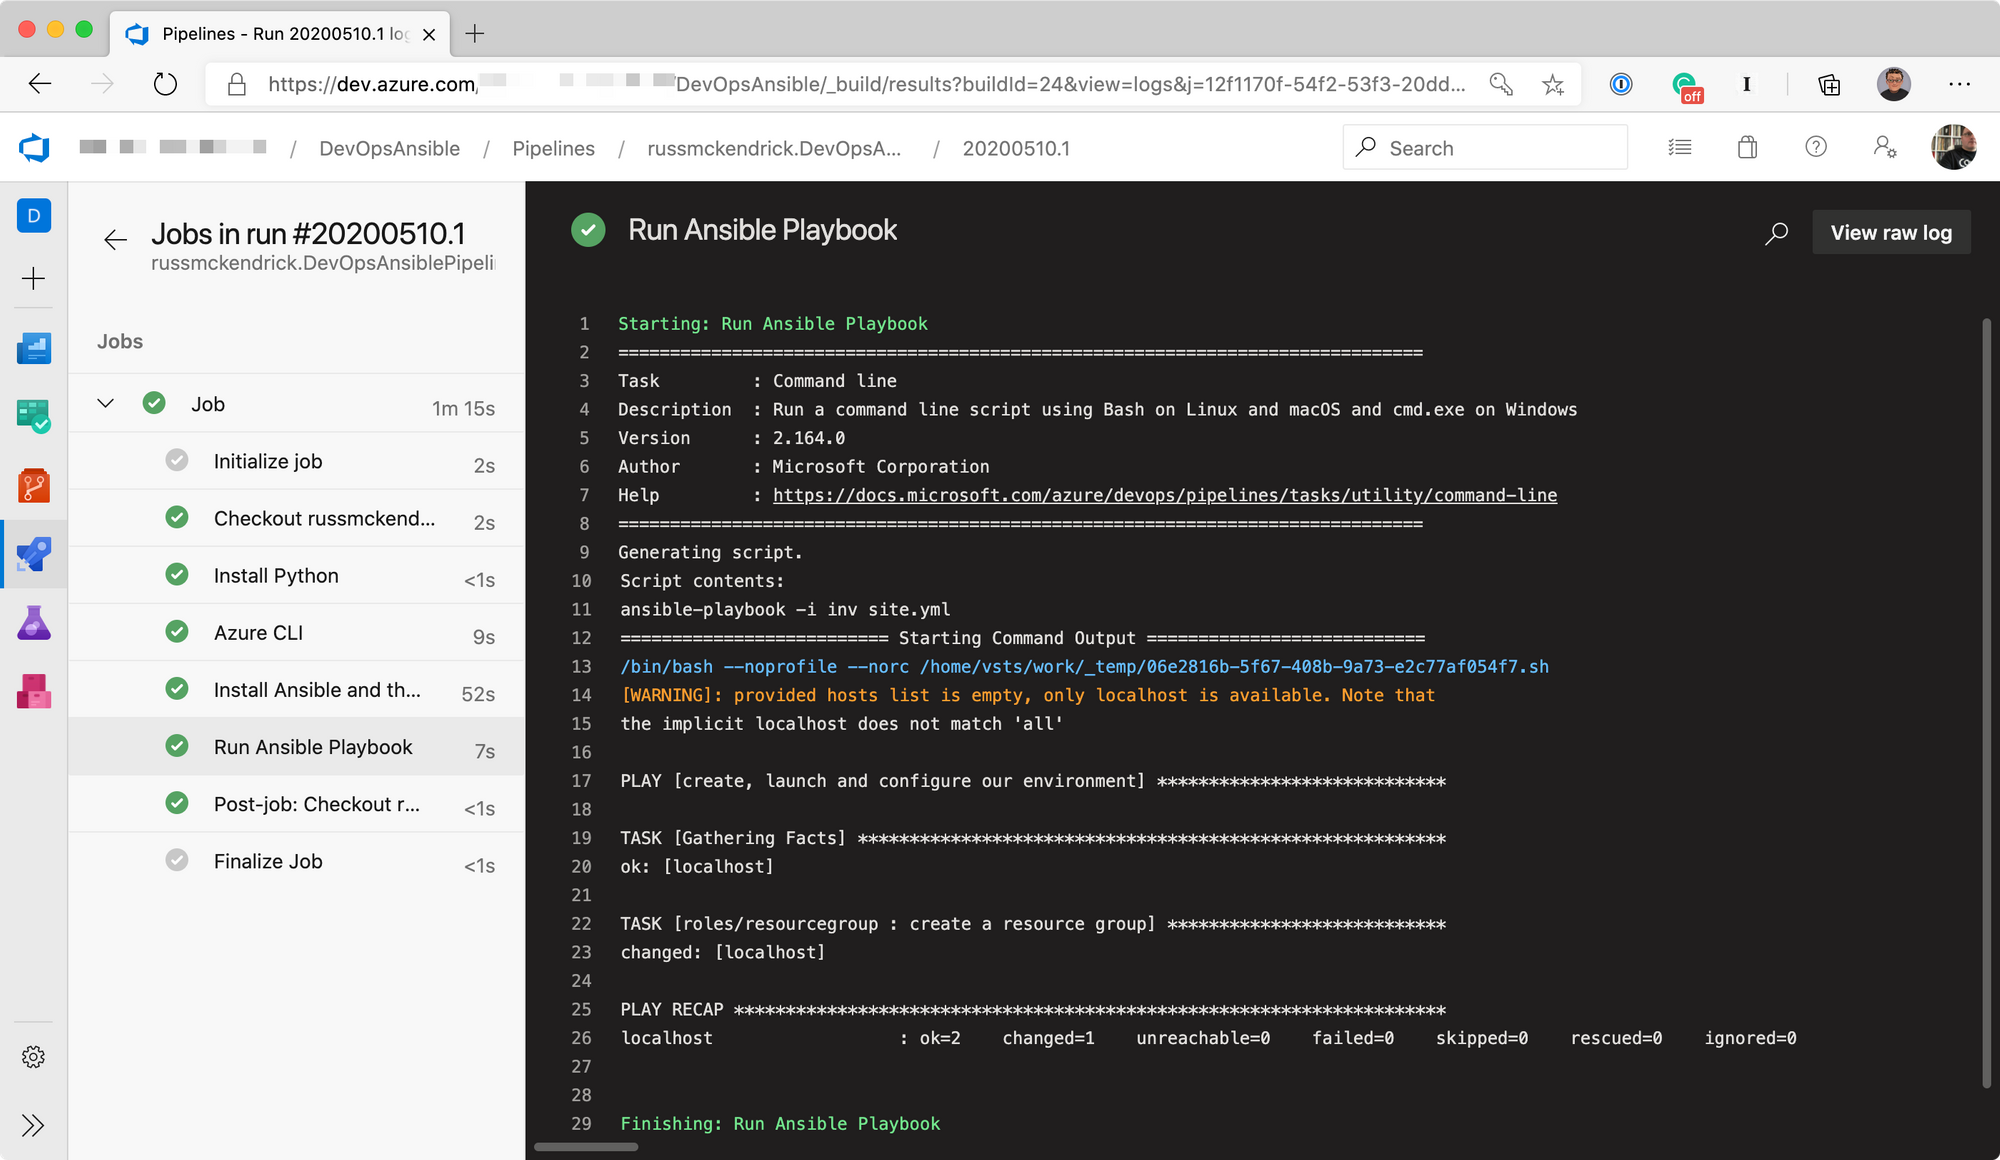 Pipelines - Run 20200510.1 log
https://dev.azure.com/ /DevOpsAnsible/_build/results?buildId=24&view=logs&j=12f1170f-54f2-53f3-20dd...
off
I
/ DevOpsAnsible / Pipelines / russmckendrick.DevOpsA... / 20200510.1
Search
D
Jobs in run #20200510.1
russmckendrick.DevOpsAnsiblePipeli
Jobs
Job 1m 15s
Initialize job 2s
Checkout russmckend... 2s
Install Python <1s
Azure CLI 9s
Install Ansible and th... 52s
Run Ansible Playbook 7s
Post-job: Checkout r... <1s
Finalize Job <1s
Run Ansible Playbook
View raw log
1 Starting: Run Ansible Playbook
2 ==============================================================================
3 Task         : Command line
4 Description  : Run a command line script using Bash on Linux and macOS and cmd.exe on Windows
5 Version      : 2.164.0
6 Author       : Microsoft Corporation
7 Help         : https://docs.microsoft.com/azure/devops/pipelines/tasks/utility/command-line
8 ==============================================================================
9 Generating script.
10 Script contents:
11 ansible-playbook -i inv site.yml
12 ========================== Starting Command Output ===========================
13 /bin/bash --noprofile --norc /home/vsts/work/_temp/06e2816b-5f67-408b-9a73-e2c77af054f7.sh
14 [WARNING]: provided hosts list is empty, only localhost is available. Note that
15 the implicit localhost does not match 'all'
16
17 PLAY [create, launch and configure our environment] ****************************
18
19 TASK [Gathering Facts] *********************************************************
20 ok: [localhost]
21
22 TASK [roles/resourcegroup : create a resource group] ***************************
23 changed: [localhost]
24
25 PLAY RECAP *********************************************************************
26 localhost                  : ok=2    changed=1    unreachable=0    failed=0    skipped=0    rescued=0    ignored=0
27
28
29 Finishing: Run Ansible Playbook